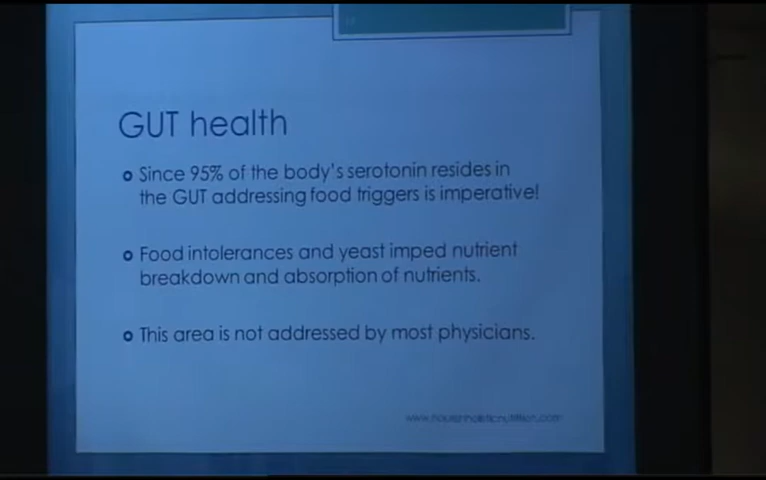 GUT health
Since 95% of the body's serotonin resides in
the GUT addressing food triggers is imperative!
Food intolerances and yeast imped nutrient
breakdown and absorption of nutrients.
This area is not addressed by most physicians.